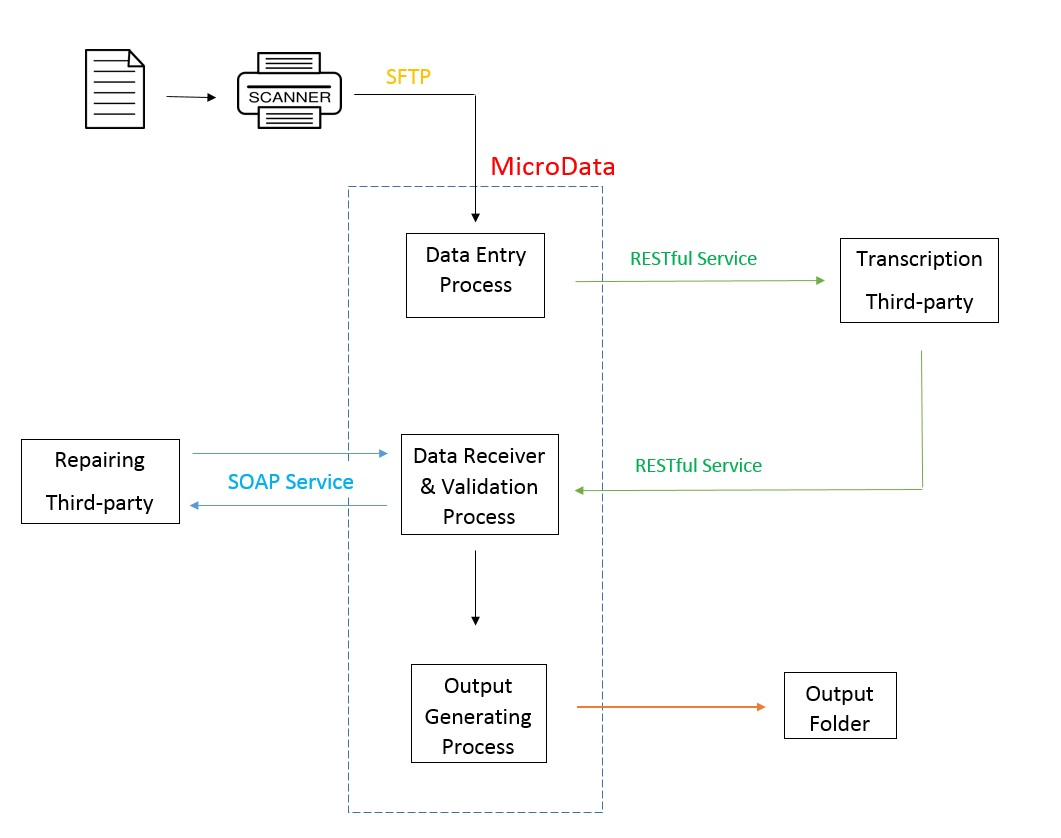 SFTP
SCANNER
MicroData
Data Entry
Process
RESTful Service
Transcription
Third-party
Repairing
Third-party
SOAP Service
Data Receiver
& Validation
Process
RESTful Service
Output
Generating
Process
Output
Folder